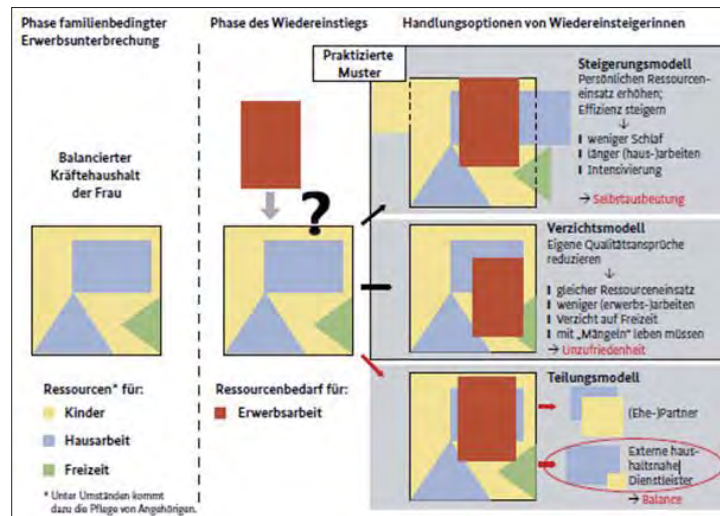 Phase familienbedingter
Erwerbsunterbrechung
Balancierter
Kräftehaushalt
der Frau
Ressourcen* für:
Kinder
Hausarbeit
Freizeit
* Unter Umständen kommt
dazu die Pflege von Angehörigen.
Phase des Wiedereinstiegs
?
Ressourcenbedarf für:
Erwerbsarbeit
Handlungsoptionen von Wiedereinsteigerinnen
Praktizierte
Muster
Steigerungsmodell
Persönlichen Ressourcen-
einsatz erhöhen;
Effizienz steigern
↓
I weniger Schlaf
I länger (haus-)arbeiten
I Intensivierung
→ Selbstausbeutung
Verzichtsmodell
Eigene Qualitätsansprüche
reduzieren
↓
I gleicher Ressourceneinsatz
I weniger (erwerbs-)arbeiten
I Verzicht auf Freizeit
I mit „Mängeln" leben müssen
→ Unzufriedenheit
Teilungsmodell
(Ehe-)Partner
Externe haus-
haltsnahe
Dienstleister
→ Balance